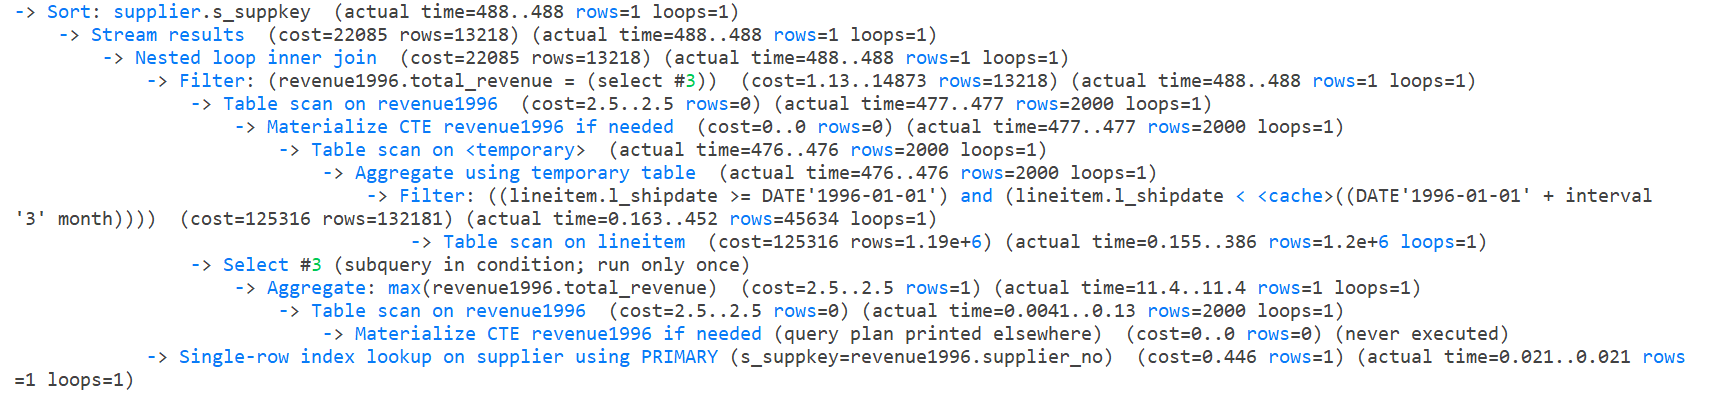 -> Sort: supplier.s_suppkey  (actual time=488..488 rows=1 loops=1)
    -> Stream results  (cost=22085 rows=13218) (actual time=488..488 rows=1 loops=1)
        -> Nested loop inner join  (cost=22085 rows=13218) (actual time=488..488 rows=1 loops=1)
            -> Filter: (revenue1996.total_revenue = (select #3))  (cost=1.13..14873 rows=13218) (actual time=488..488 rows=1 loops=1)
                -> Table scan on revenue1996  (cost=2.5..2.5 rows=0) (actual time=477..477 rows=2000 loops=1)
                    -> Materialize CTE revenue1996 if needed  (cost=0..0 rows=0) (actual time=477..477 rows=2000 loops=1)
                        -> Table scan on <temporary>  (actual time=476..476 rows=2000 loops=1)
                            -> Aggregate using temporary table  (actual time=476..476 rows=2000 loops=1)
                                -> Filter: ((lineitem.l_shipdate >= DATE'1996-01-01') and (lineitem.l_shipdate < <cache>((DATE'1996-01-01' + interval
'3' month))))  (cost=125316 rows=132181) (actual time=0.163..452 rows=45634 loops=1)
                                    -> Table scan on lineitem  (cost=125316 rows=1.19e+6) (actual time=0.155..386 rows=1.2e+6 loops=1)
                -> Select #3 (subquery in condition; run only once)
                    -> Aggregate: max(revenue1996.total_revenue)  (cost=2.5..2.5 rows=1) (actual time=11.4..11.4 rows=1 loops=1)
                        -> Table scan on revenue1996  (cost=2.5..2.5 rows=0) (actual time=0.0041..0.13 rows=2000 loops=1)
                            -> Materialize CTE revenue1996 if needed (query plan printed elsewhere)  (cost=0..0 rows=0) (never executed)
            -> Single-row index lookup on supplier using PRIMARY (s_suppkey=revenue1996.supplier_no)  (cost=0.446 rows=1) (actual time=0.021..0.021 rows
=1 loops=1)